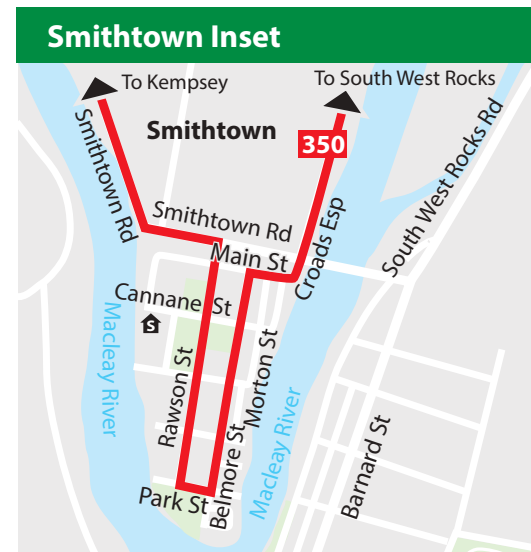 Smithtown Inset
To Kempsey
To South West Rocks
Smithtown
350
Smithtown Rd
Smithtown Rd
Main St
Croads Esp
South West Rocks Rd
Cannane St
S
Macleay River
Rawson St
Morton St
Belmore St
Macleay River
Barnard St
Park St